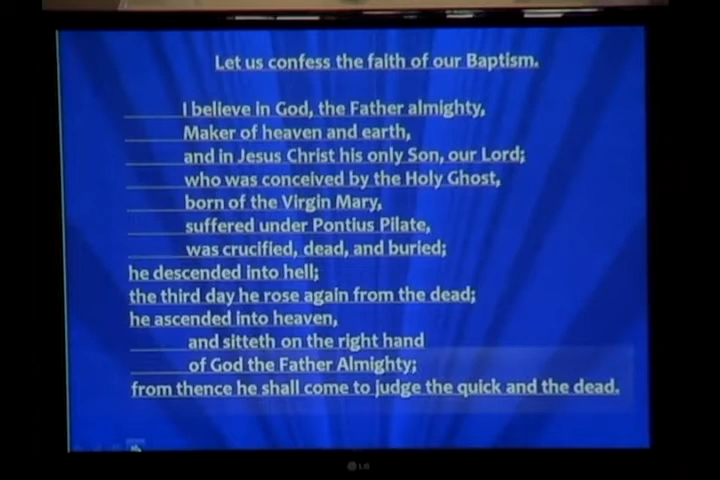 Let us confess the faith of our Baptism.
I believe in God, the Father almighty,
Maker of heaven and earth,
and in Jesus Christ his only Son, our Lord;
who was conceived by the Holy Ghost,
born of the Virgin Mary,
suffered under Pontius Pilate,
was crucified, dead, and buried;
he descended into hell;
the third day he rose again from the dead;
he ascended into heaven,
and sitteth on the right hand
of God the Father Almighty;
from thence he shall come to judge the quick and the dead.
LG